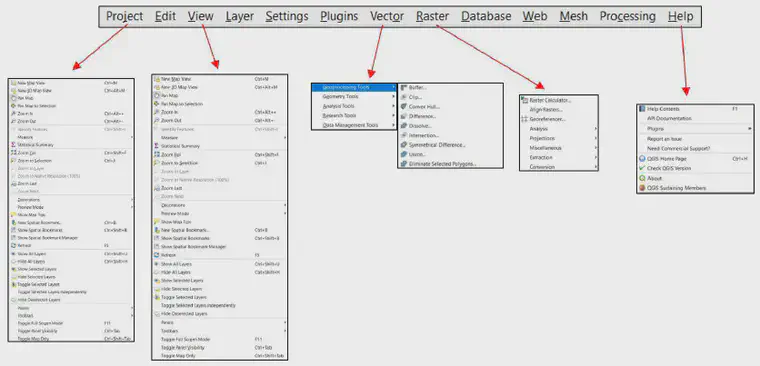 Project Edit View Layer Settings Plugins Vector Raster Database Web Mesh Processing Help
New Map View Ctrl+M
New 3D Map View Ctrl+Alt+M
Pan Map
Pan Map to Selection
Zoom In Ctrl+Alt++
Zoom Out Ctrl+Alt+-
Identify Features
Measure
Statistical Summary
Zoom Full Ctrl+Shift+F
Zoom to Selection Ctrl+J
Zoom to Layer
Zoom to Native Resolution (100%)
Zoom Last
Zoom Next
Decorations
Preview Mode
Show Map Tips
New Spatial Bookmark... Ctrl+B
Show Spatial Bookmarks Ctrl+Shift+B
Show Spatial Bookmark Manager
Refresh F5
Show All Layers Ctrl+Shift+U
Hide All Layers Ctrl+Shift+H
Show Selected Layers
Hide Selected Layers
Toggle Selected Layers
Toggle Selected Layers Independently
Hide Deselected Layers
Panels
Toolbars
Toggle Full Screen Mode F11
Toggle Panel Visibility Ctrl+Tab
Toggle Map Only Ctrl+Shift+Tab
New Map View Ctrl+M
New 3D Map View Ctrl+Alt+M
Pan Map
Pan Map to Selection
Zoom In Ctrl+Alt++
Zoom Out Ctrl+Alt+-
Identify Features
Measure
Statistical Summary
Zoom Full Ctrl+Shift+F
Zoom to Selection Ctrl+J
Zoom to Layer
Zoom to Native Resolution (100%)
Zoom Last
Zoom Next
Decorations
Preview Mode
Show Map Tips
New Spatial Bookmark... Ctrl+B
Show Spatial Bookmarks Ctrl+Shift+B
Show Spatial Bookmark Manager
Refresh F5
Show All Layers Ctrl+Shift+U
Hide All Layers Ctrl+Shift+H
Show Selected Layers
Hide Selected Layers
Toggle Selected Layers
Toggle Selected Layers Independently
Hide Deselected Layers
Panels
Toolbars
Toggle Full Screen Mode F11
Toggle Panel Visibility Ctrl+Tab
Toggle Map Only Ctrl+Shift+Tab
Geoprocessing Tools
Geometry Tools
Analysis Tools
Research Tools
Data Management Tools
Buffer...
Clip...
Convex Hull...
Difference...
Dissolve...
Intersection...
Symmetrical Difference...
Union...
Eliminate Selected Polygons...
Raster Calculator...
Align Rasters...
Georeferencer...
Analysis
Projections
Miscellaneous
Extraction
Conversion
Help Contents F1
API Documentation
Plugins
Report an Issue
Need Commercial Support?
QGIS Home Page Ctrl+H
Check QGIS Version
About
QGIS Sustaining Members